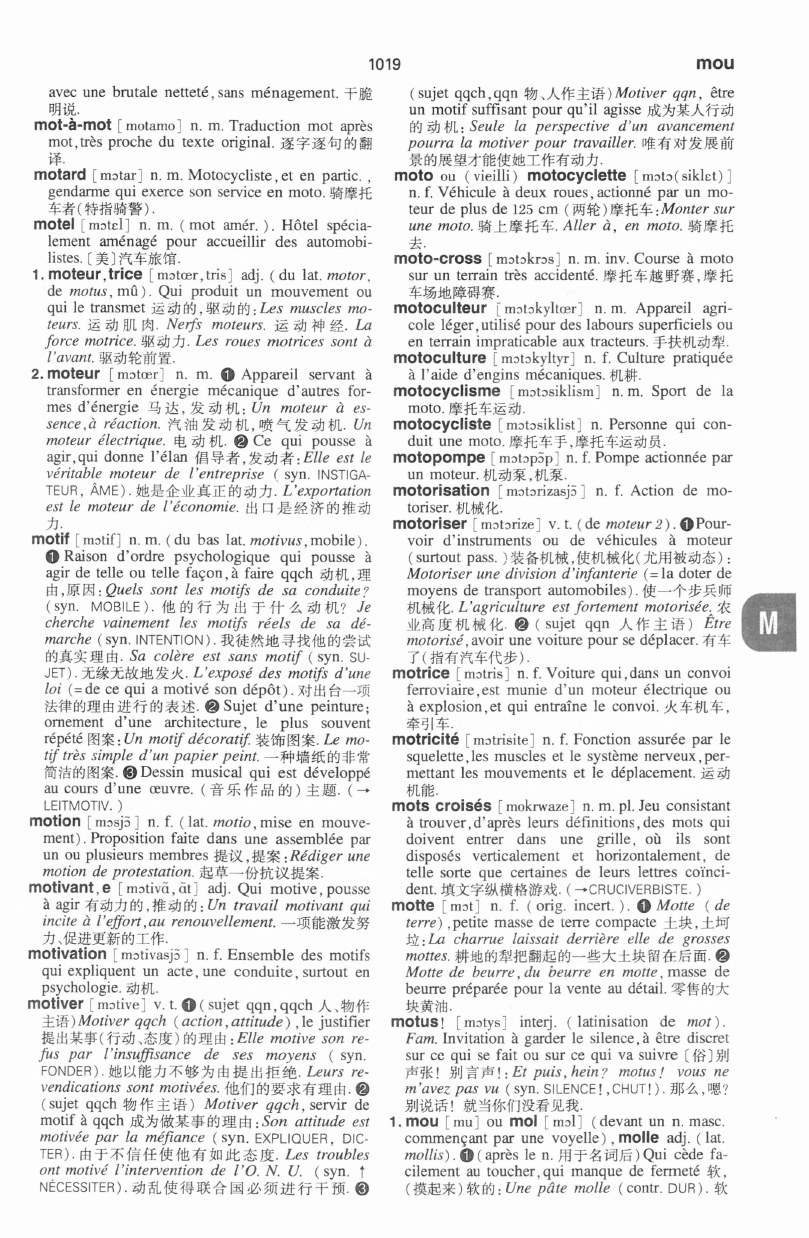 1019
mou
avec une brutale netteté, sans ménagement. 干脆
明说.
mot-à-mot [motamo] n. m. Traduction mot après
mot, très proche du texte original. 逐字逐句的翻
译.
motard [mɔtar] n. m. Motocycliste, et en partic. ,
gendarme qui exerce son service en moto. 骑摩托
车者(特指骑警).
motel [mɔtɛl] n. m. ( mot amér. ). Hôtel spécia-
lement aménagé pour accueillir des automobi-
listes. [美]汽车旅馆.
1. moteur, trice [mɔtœr, tris] adj. ( du lat. motor,
de motus, mû). Qui produit un mouvement ou
qui le transmet 运动的,驱动的: Les muscles mo-
teurs. 运动肌肉. Nerfs moteurs. 运动神经. La
force motrice. 驱动力. Les roues motrices sont à
l'avant. 驱动轮前置.
2. moteur [mɔtœr] n. m. ❶ Appareil servant à
transformer en énergie mécanique d'autres for-
mes d'énergie 马达, 发动机: Un moteur à es-
sence, à réaction. 汽油发动机,喷气发动机. Un
moteur électrique. 电动机. ❷ Ce qui pousse à
agir, qui donne l'élan 倡导者,发动者: Elle est le
véritable moteur de l'entreprise ( syn. INSTIGA-
TEUR, ÂME). 她是企业真正的动力. L'exportation
est le moteur de l'économie. 出口是经济的推动
力.
motif [mɔtif] n. m. ( du bas lat. motivus, mobile).
❶ Raison d'ordre psychologique qui pousse à
agir de telle ou telle façon, à faire qqch 动机,理
由,原因: Quels sont les motifs de sa conduite?
(syn. MOBILE). 他的行为出于什么动机? Je
cherche vainement les motifs réels de sa dé-
marche (syn. INTENTION). 我徒然地寻找他的尝试
的真实理由. Sa colère est sans motif ( syn. SU-
JET). 无缘无故地发火. L'exposé des motifs d'une
loi (= de ce qui a motivé son dépôt). 对出台一项
法律的理由进行的表述. ❷ Sujet d'une peinture;
ornement d'une architecture, le plus souvent
répété 图案: Un motif décoratif. 装饰图案. Le mo-
tif très simple d'un papier peint. 一种墙纸的非常
简洁的图案. ❸ Dessin musical qui est développé
au cours d'une œuvre. (音乐作品的)主题. (→
LEITMOTIV. )
motion [mɔsjɔ̃] n. f. ( lat. motio, mise en mouve-
ment). Proposition faite dans une assemblée par
un ou plusieurs membres 提议,提案: Rédiger une
motion de protestation. 起草一份抗议提案.
motivant, e [mɔtivɑ̃, ɑ̃t] adj. Qui motive, pousse
à agir 有动力的,推动的: Un travail motivant qui
incite à l'effort, au renouvellement. 一项能激发努
力、促进更新的工作.
motivation [mɔtivasjɔ̃] n. f. Ensemble des motifs
qui expliquent un acte, une conduite, surtout en
psychologie. 动机.
motiver [mɔtive] v. t. ❶ ( sujet qqn, qqch 人、物作
主语) Motiver qqch (action, attitude), le justifier
提出某事(行动、态度)的理由: Elle motive son re-
fus par l'insuffisance de ses moyens ( syn.
FONDER). 她以能力不够为由提出拒绝. Leurs re-
vendications sont motivées. 他们的要求有理由. ❷
(sujet qqch 物作主语) Motiver qqch, servir de
motif à qqch 成为做某事的理由: Son attitude est
motivée par la méfiance ( syn. EXPLIQUER, DIC-
TER). 由于不信任使他有如此态度. Les troubles
ont motivé l'intervention de l'O. N. U. (syn. ↑
NÉCESSITER). 动乱使得联合国必须进行干预. ❸
( sujet qqch, qqn 物、人作主语) Motiver qqn, être
un motif suffisant pour qu'il agisse 成为某人行动
的动机: Seule la perspective d'un avancement
pourra la motiver pour travailler. 唯有对发展前
景的展望才能使她工作有动力.
moto ou ( vieilli) motocyclette [mɔtɔ(siklɛt)]
n. f. Véhicule à deux roues, actionné par un mo-
teur de plus de 125 cm (两轮)摩托车: Monter sur
une moto. 骑上摩托车. Aller à, en moto. 骑摩托
去.
moto-cross [mɔtɔkrɔs] n. m. inv. Course à moto
sur un terrain très accidenté. 摩托车越野赛,摩托
车场地障碍赛.
motoculteur [mɔtɔkyltœr] n. m. Appareil agri-
cole léger, utilisé pour des labours superficiels ou
en terrain impraticable aux tracteurs. 手扶机动犁.
motoculture [mɔtɔkyltyr] n. f. Culture pratiquée
à l'aide d'engins mécaniques. 机耕.
motocyclisme [mɔtɔsiklism] n. m. Sport de la
moto. 摩托车运动.
motocycliste [mɔtɔsiklist] n. Personne qui con-
duit une moto. 摩托车手,摩托车运动员.
motopompe [mɔtɔpɔ̃p] n. f. Pompe actionnée par
un moteur. 机动泵,机泵.
motorisation [mɔtɔrizasjɔ̃] n. f. Action de mo-
toriser. 机械化.
motoriser [mɔtɔrize] v. t. ( de moteur 2). ❶ Pour-
voir d'instruments ou de véhicules à moteur
( surtout pass. )装备机械,使机械化(尤用被动态):
Motoriser une division d'infanterie (= la doter de
moyens de transport automobiles). 使一个步兵师
机械化. L'agriculture est fortement motorisée. 农
业高度机械化. ❷ ( sujet qqn 人作主语) Être
motorisé, avoir une voiture pour se déplacer. 有车
了(指有汽车代步).
motrice [mɔtris] n. f. Voiture qui, dans un convoi
ferroviaire, est munie d'un moteur électrique ou
à explosion, et qui entraîne le convoi. 火车机车,
牵引车.
motricité [mɔtrisite] n. f. Fonction assurée par le
squelette, les muscles et le système nerveux, per-
mettant les mouvements et le déplacement. 运动
机能.
mots croisés [mokrwaze] n. m. pl. Jeu consistant
à trouver, d'après leurs définitions, des mots qui
doivent entrer dans une grille, où ils sont
disposés verticalement et horizontalement, de
telle sorte que certaines de leurs lettres coïnci-
dent. 填文字纵横格游戏. (→CRUCIVERBISTE. )
motte [mɔt] n. f. ( orig. incert. ). ❶ Motte ( de
terre), petite masse de terre compacte 土块,土坷
垃: La charrue laissait derrière elle de grosses
mottes. 耕地的犁把翻起的一些大土块留在后面. ❷
Motte de beurre, du beurre en motte, masse de
beurre préparée pour la vente au détail. 零售的大
块黄油.
motus! [mɔtys] interj. ( latinisation de mot).
Fam. Invitation à garder le silence, à être discret
sur ce qui se fait ou sur ce qui va suivre [俗]别
声张! 别言声!: Et puis, hein? motus! vous ne
m'avez pas vu ( syn. SILENCE!, CHUT!). 那么,嗯?
别说话! 就当你们没看见我.
1. mou [mu] ou mol [mɔl] (devant un n. masc.
commençant par une voyelle), molle adj. ( lat.
mollis). ❶ (après le n. 用于名词后) Qui cède fa-
cilement au toucher, qui manque de fermeté 软,
(摸起来)软的: Une pâte molle ( contr. DUR). 软
M